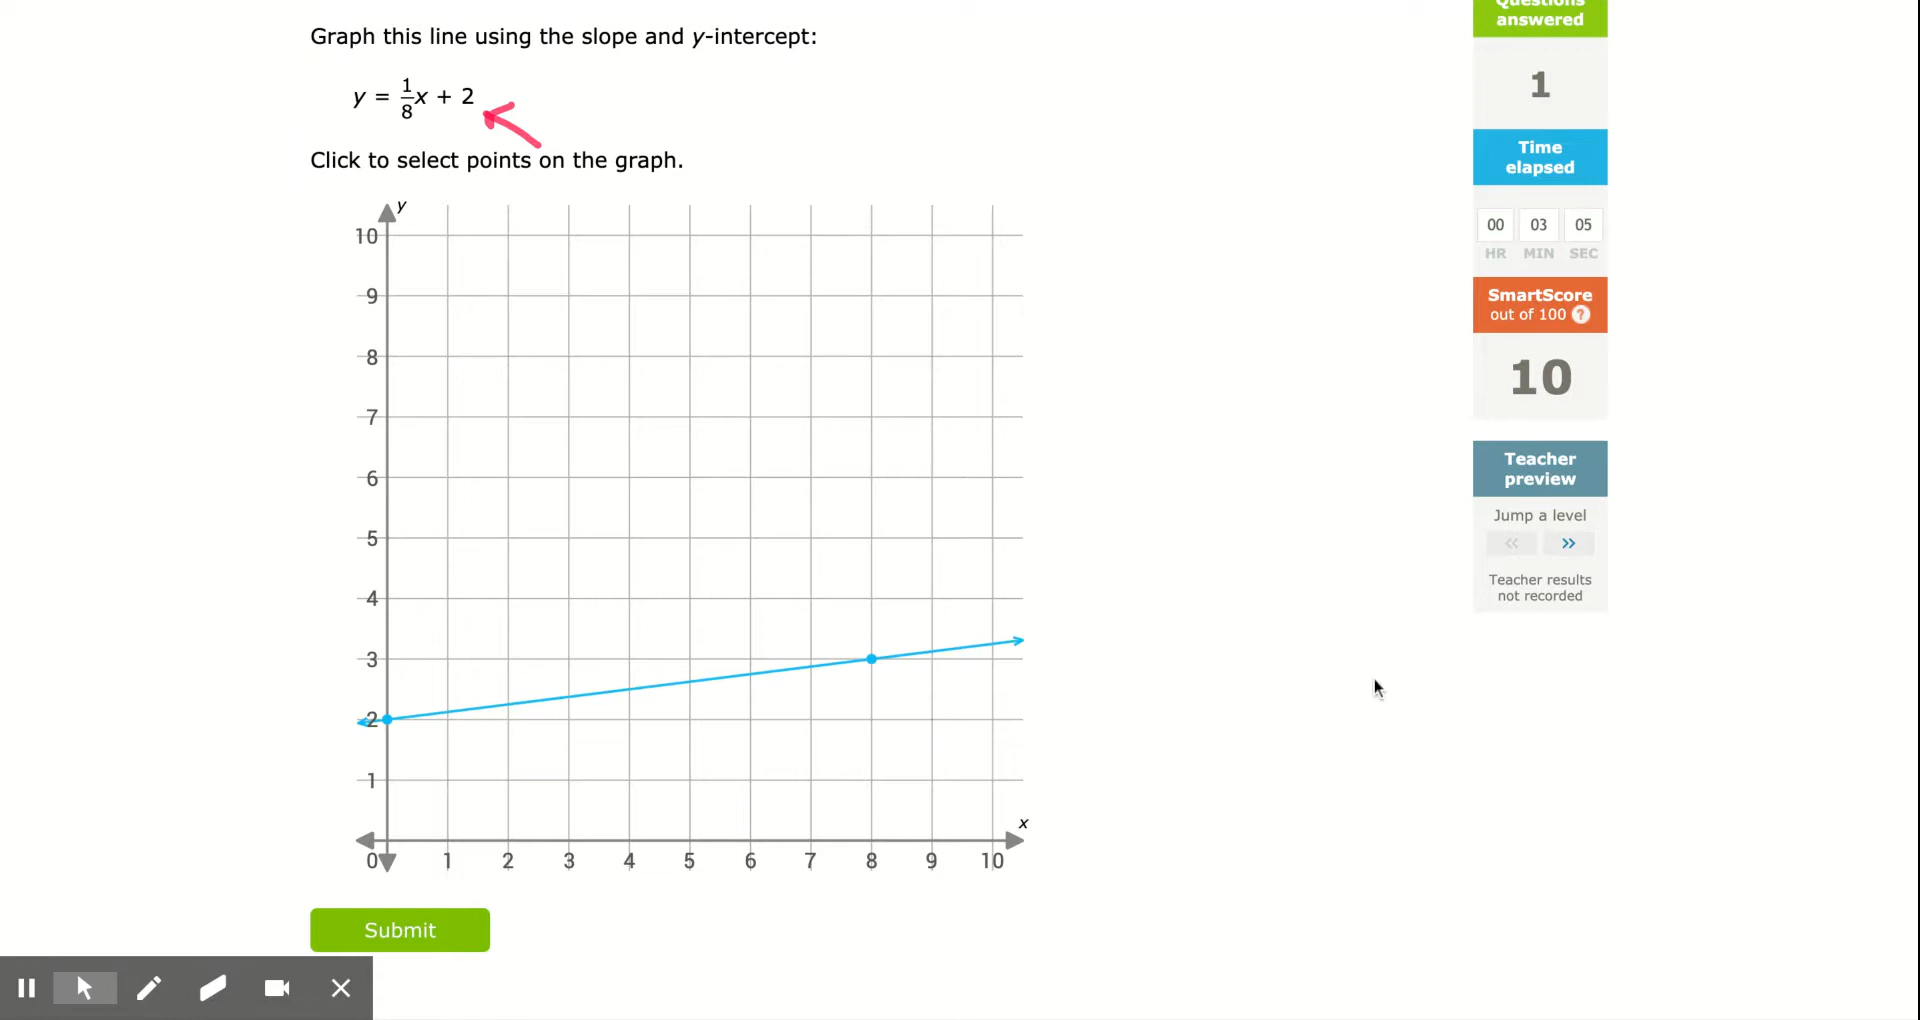 Graph this line using the slope and y-intercept:
y = 1/8 x + 2
Click to select points on the graph.
y
10
9
8
7
6
5
4
3
2
1
x
0 1 2 3 4 5 6 7 8 9 10
Submit
Questions
answered
1
Time
elapsed
00 03 05
HR MIN SEC
SmartScore
out of 100 ?
10
Teacher
preview
Jump a level
Teacher results
not recorded